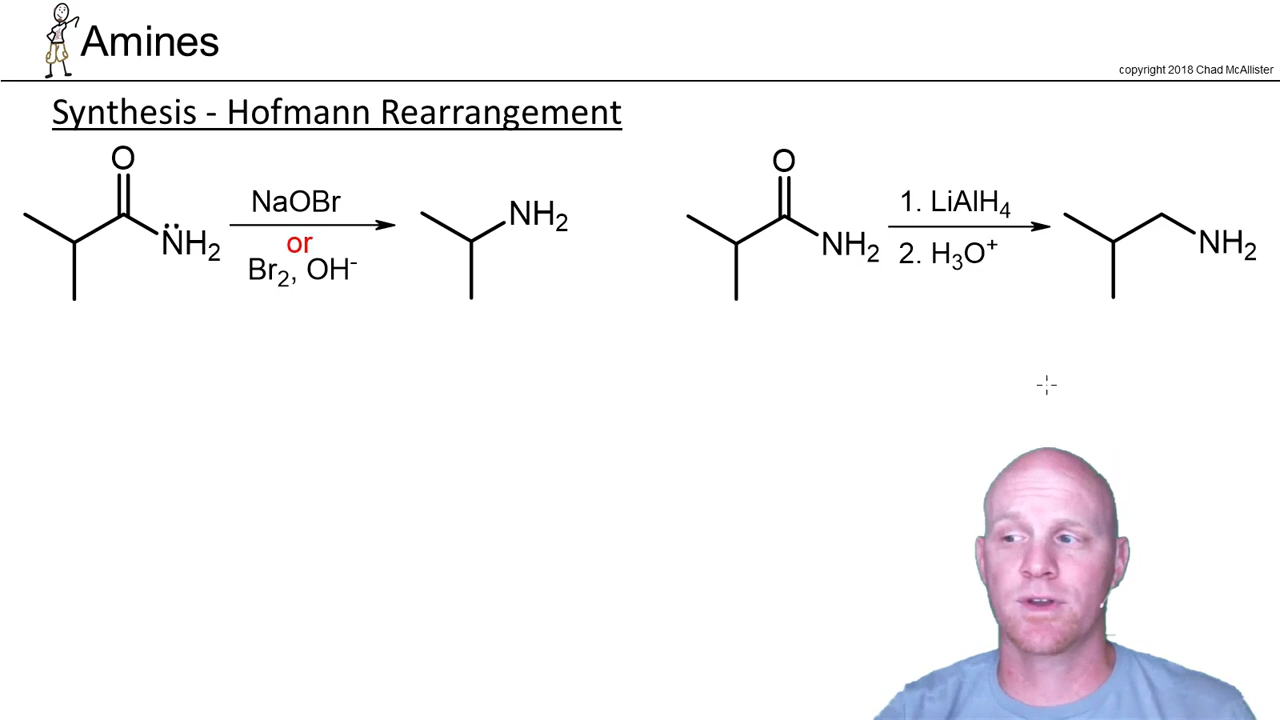 Amines
copyright 2018 Chad McAllister
Synthesis - Hofmann Rearrangement
O
NH₂
NaOBr
or
Br₂, OH⁻
NH₂
O
NH₂
1. LiAlH₄
2. H₃O⁺
NH₂